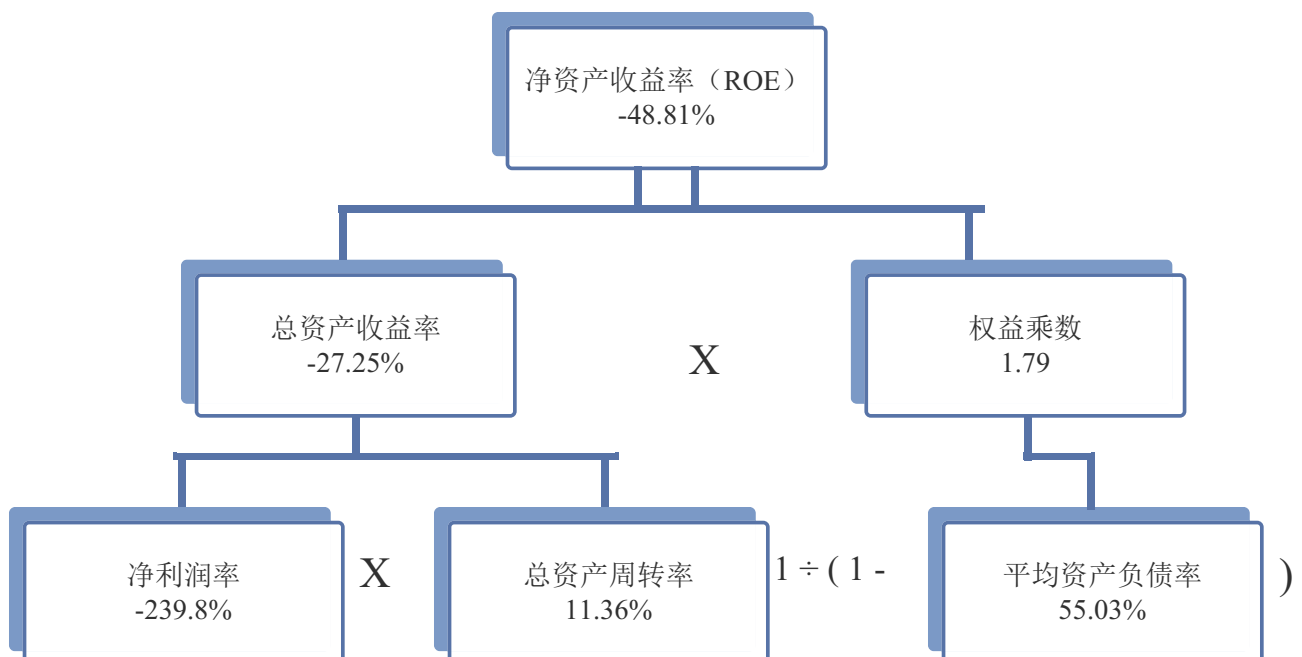 净资产收益率（ROE）
-48.81%
总资产收益率
-27.25%
X
权益乘数
1.79
净利润率
-239.8%
X
总资产周转率
11.36%
1 ÷ ( 1 -
平均资产负债率
55.03%
)